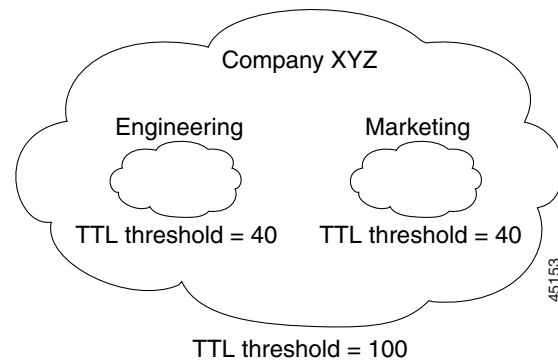 Company XYZ
Engineering
Marketing
TTL threshold = 40
TTL threshold = 40
45153
TTL threshold = 100